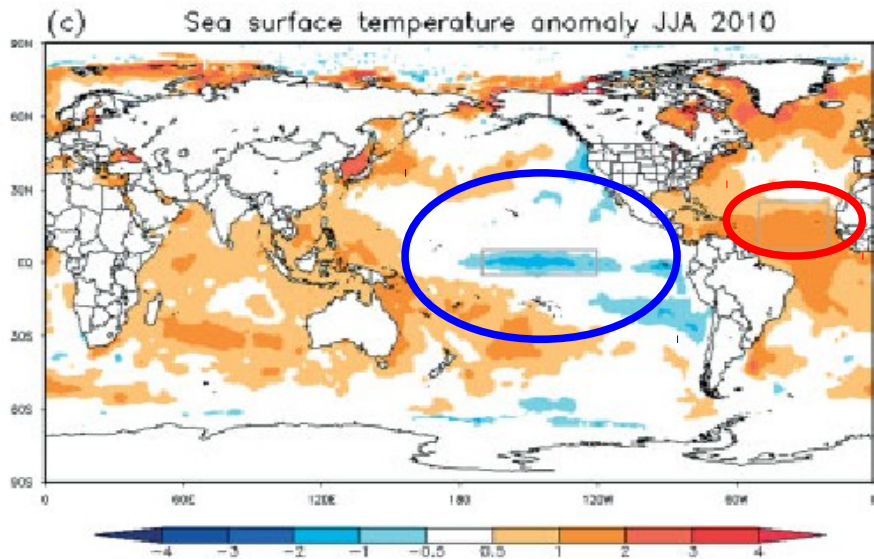 (c) Sea surface temperature anomaly JJA 2010
90N
60N
30N
EQ
30S
60S
90S
0 60E 120E 180 120W 60W
-4 -3 -2 -1 -0.5 0.5 1 2 3 4